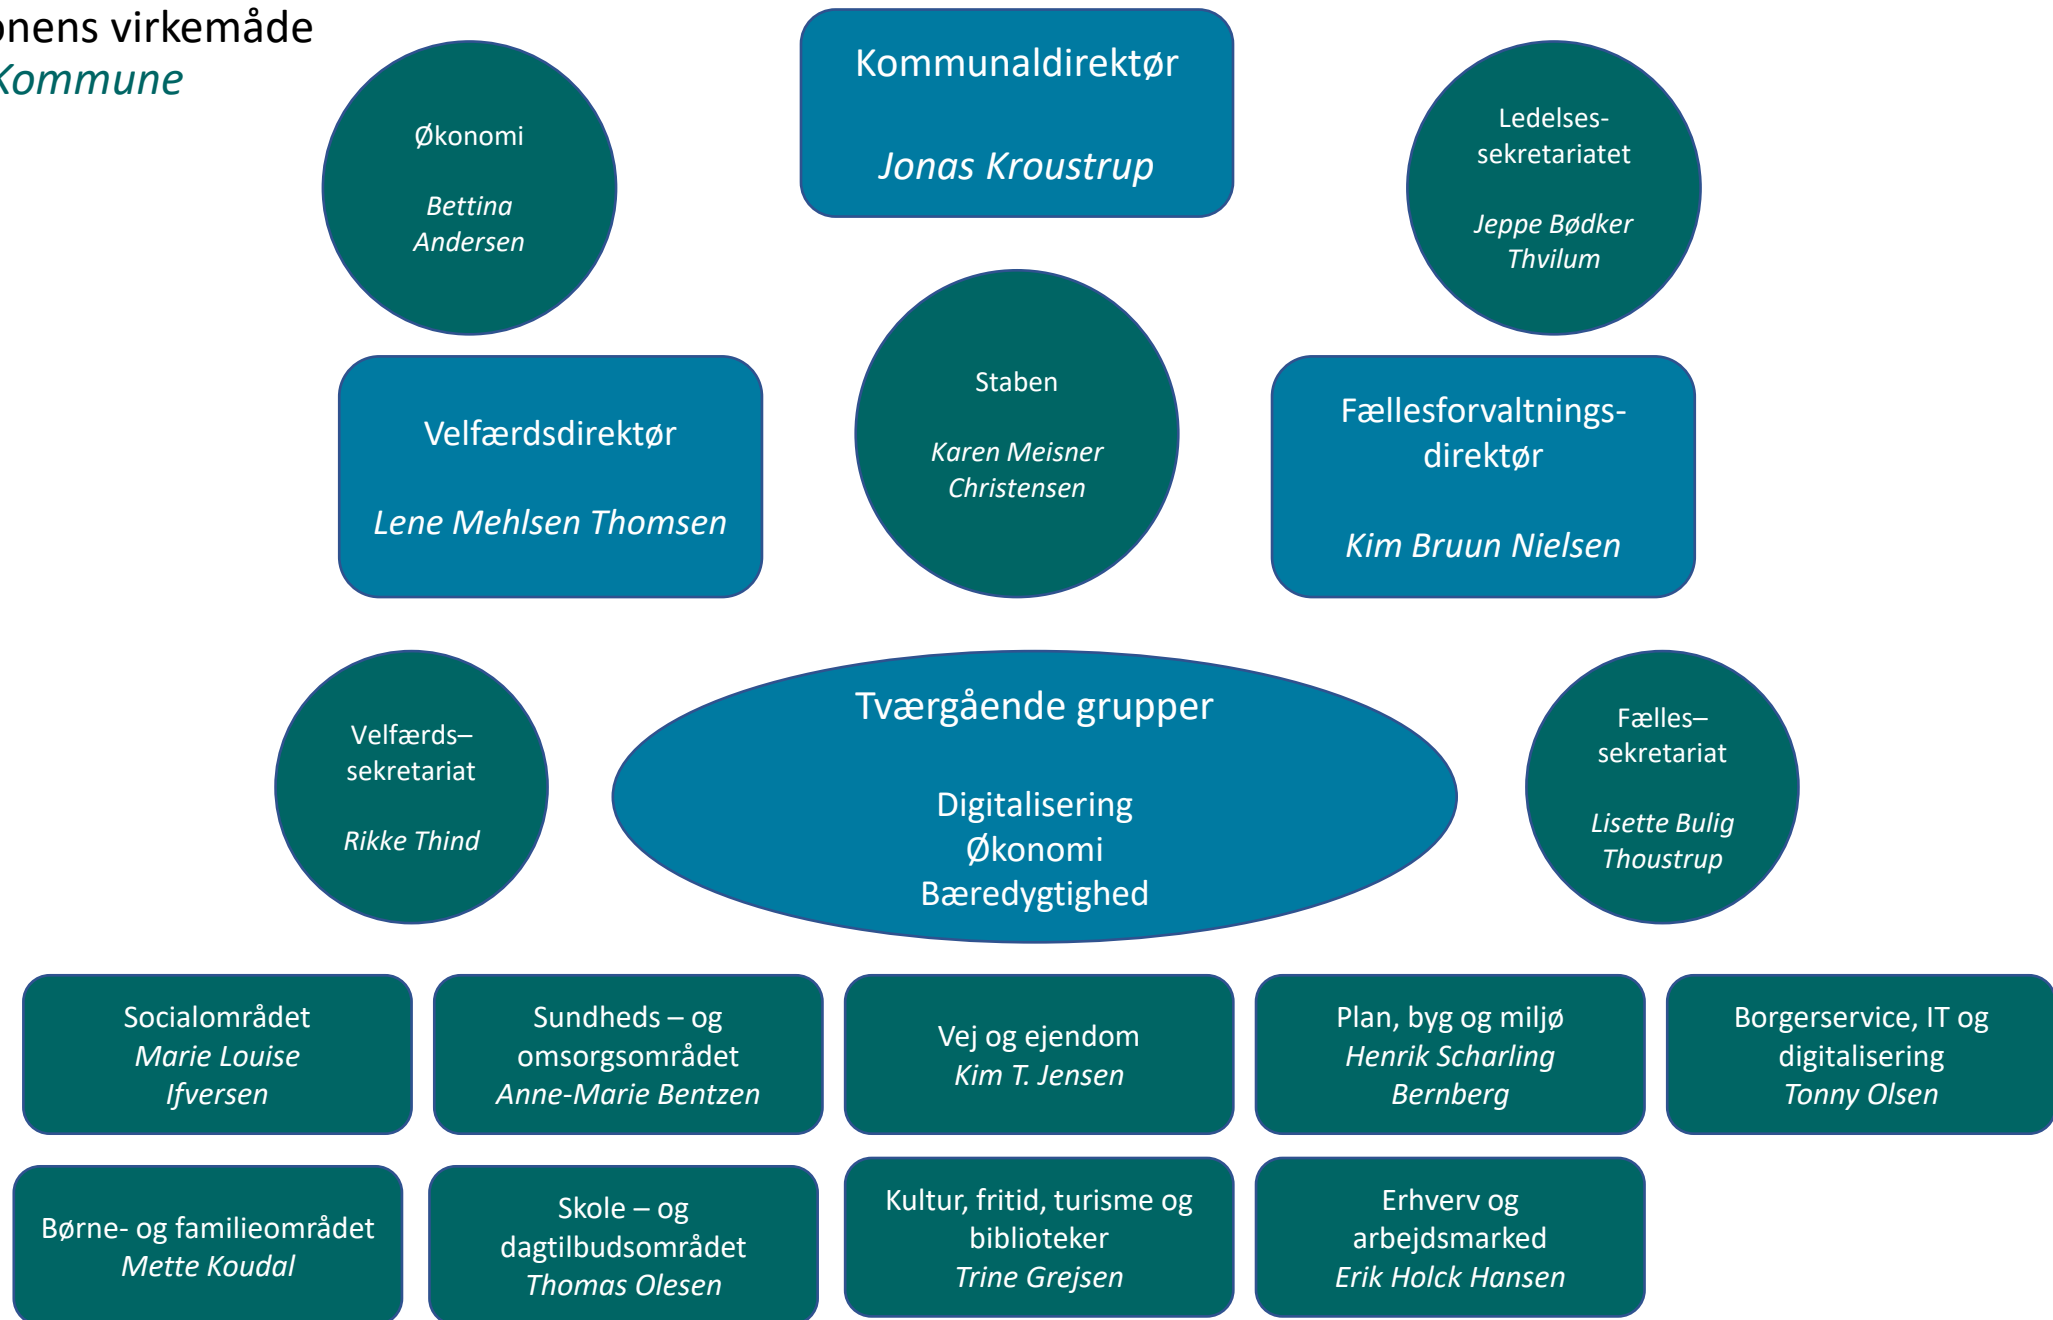 onens virkemåde
Kommune
Kommunaldirektør
Jonas Kroustrup
Økonomi
Bettina
Andersen
Ledelses-
sekretariatet
Jeppe Bødker
Thvilum
Staben
Karen Meisner
Christensen
Velfærdsdirektør
Lene Mehlsen Thomsen
Fællesforvaltnings-
direktør
Kim Bruun Nielsen
Velfærds–
sekretariat
Rikke Thind
Tværgående grupper
Digitalisering
Økonomi
Bæredygtighed
Fælles–
sekretariat
Lisette Bulig
Thoustrup
Socialområdet
Marie Louise
Ifversen
Sundheds – og
omsorgsområdet
Anne-Marie Bentzen
Vej og ejendom
Kim T. Jensen
Plan, byg og miljø
Henrik Scharling
Bernberg
Borgerservice, IT og
digitalisering
Tonny Olsen
Børne- og familieområdet
Mette Koudal
Skole – og
dagtilbudsområdet
Thomas Olesen
Kultur, fritid, turisme og
biblioteker
Trine Grejsen
Erhverv og
arbejdsmarked
Erik Holck Hansen